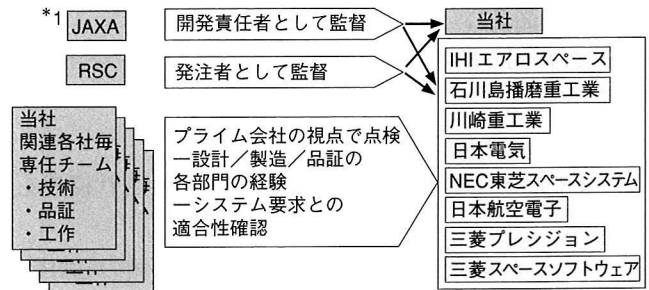 *1 JAXA
開発責任者として監督
当社
RSC
発注者として監督
当社
関連各社毎
専任チーム
・技術
・品証
・工作
プライム会社の視点で点検
ー設計／製造／品証の
各部門の経験
ーシステム要求との
適合性確認
IHIエアロスペース
石川島播磨重工業
川崎重工業
日本電気
NEC東芝スペースシステム
日本航空電子
三菱プレシジョン
三菱スペースソフトウェア